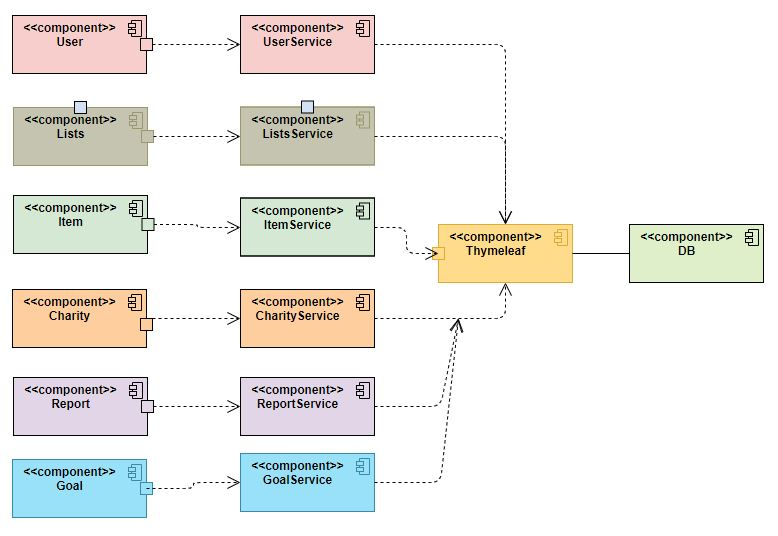 <<component>>
User
<<component>>
UserService
<<component>>
Lists
<<component>>
ListsService
<<component>>
Item
<<component>>
ItemService
<<component>>
Thymeleaf
<<component>>
DB
<<component>>
Charity
<<component>>
CharityService
<<component>>
Report
<<component>>
ReportService
<<component>>
Goal
<<component>>
GoalService